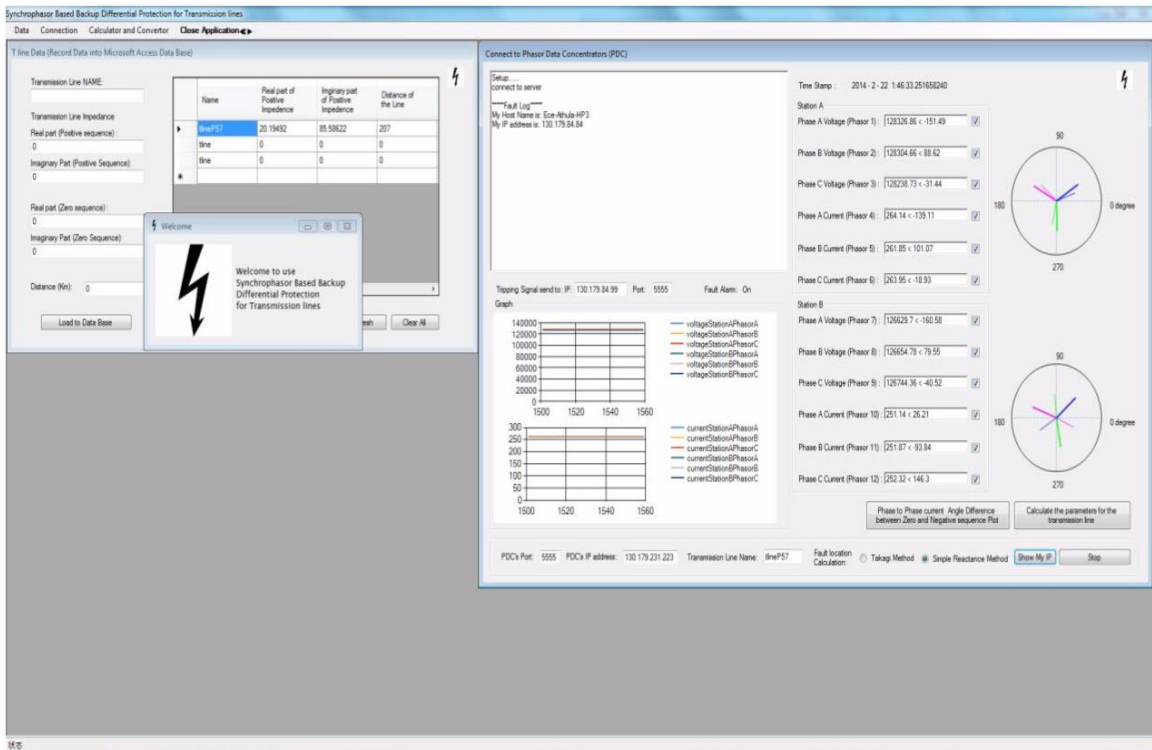 Synchrophasor Based Backup Differential Protection for Transmission lines
Data Connection Calculator and Convertor Close Application
T line Data (Record Data into Microsoft Access Data Base)
Transmission Line NAME:
Transmission Line Impedance
Real part (Positive sequence) :
0
Imaginary Part (Positive Sequence):
0
Real part (Zero sequence) :
0
Imaginary Part (Zero Sequence):
0
Distance (Km): 0
Load to Data Base
Name
Real part of
Positive
Impedence
Imginary part
of Positive
Impedence
Distance of
the Line
tlineP57 20.19492 85.58622 207
tline 0 0 0
tline 0 0 0
Clear All
Welcome
Welcome to use
Synchrophasor Based Backup
Differential Protection
for Transmission lines
Connect to Phasor Data Concentrators (PDC)
Setup......
connect to server
*****Fault Log*****
My Host Name is: Ece-Athula-HP3
My IP address is: 130.179.84.84
Tripping Signal send to: IP: 130.179.84.99 Port: 5555 Fault Alarm: On
Graph
140000
120000
100000
80000
60000
40000
20000
0
1500 1520 1540 1560
voltageStationAPhasorA
voltageStationAPhasorB
voltageStationAPhasorC
voltageStationBPhasorA
voltageStationBPhasorB
voltageStationBPhasorC
300
250
200
150
100
50
0
1500 1520 1540 1560
currentStationAPhasorA
currentStationAPhasorB
currentStationAPhasorC
currentStationBPhasorA
currentStationBPhasorB
currentStationBPhasorC
Time Stamp : 2014 - 2 - 22 1:46:33.251658240
Station A
Phase A Voltage (Phasor 1) : 128326.86 < -151.49
Phase B Voltage (Phasor 2) : 128304.66 < 88.62
Phase C Voltage (Phasor 3) : 128238.73 < -31.44
Phase A Current (Phasor 4) : 264.14 < -139.11
Phase B Current (Phasor 5) : 261.85 < 101.07
Phase C Current (Phasor 6) : 263.95 < -18.93
90
180
0 degree
270
Station B
Phase A Voltage (Phasor 7) : 126629.7 < -160.58
Phase B Voltage (Phasor 8) : 126654.78 < 79.55
Phase C Voltage (Phasor 9) : 126744.36 < -40.52
Phase A Current (Phasor 10) : 251.14 < 26.21
Phase B Current (Phasor 11) : 251.87 < -93.84
Phase C Current (Phasor 12) : 252.32 < 146.3
90
180
0 degree
270
Phase to Phase current Angle Difference
between Zero and Negative sequence Plot
Calculate the parameters for the
transmission line
PDC's Port: 5555 PDC's IP address: 130.179.231.223 Transmission Line Name: tlineP57
Fault location
Calculation:
Takagi Method Simple Reactance Method Show My IP Stop
状态